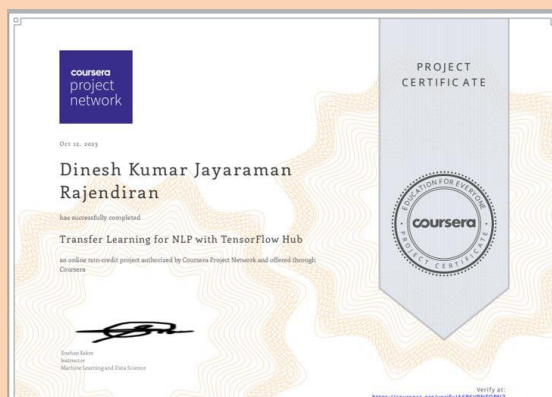 coursera
project
network
Oct 12, 2023
Dinesh Kumar Jayaraman
Rajendiran
has successfully completed
Transfer Learning for NLP with TensorFlow Hub
an online non-credit project authorized by Coursera Project Network and offered through
Coursera
Instructor
Machine Learning and Data Science
PROJECT
CERTIFICATE
EDUCATION FOR EVERYONE
coursera
PROJECT CERTIFICATE
Verify at: